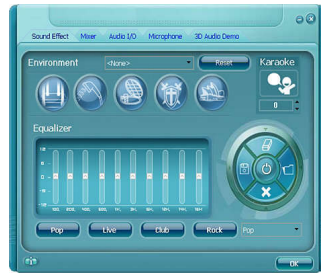 Sound Effect Mixer Audio I/O Microphone 3D Audio Demo
Environment <None> Reset Karaoke
0
Equalizer
Pop Live Club Rock Pop
OK